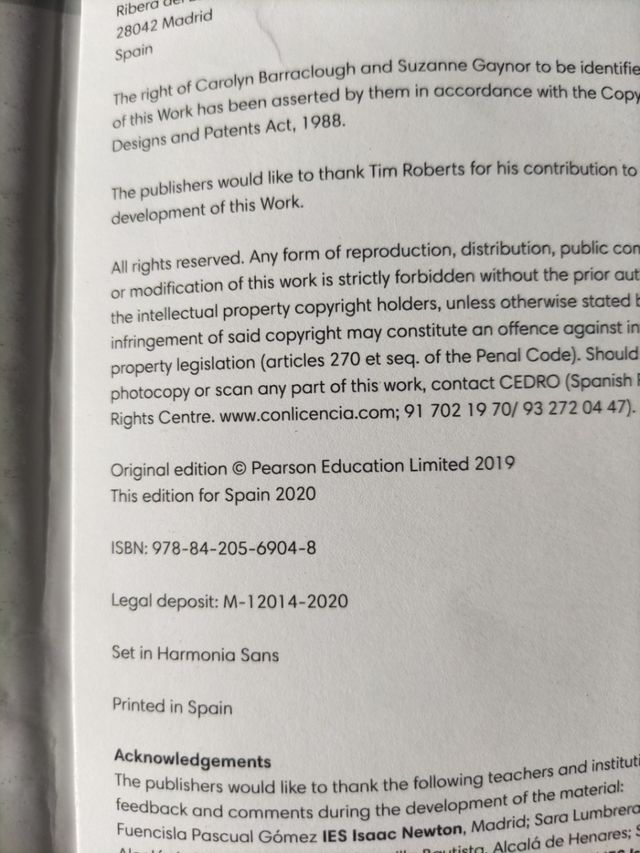 Ribera del
28042 Madrid
Spain
The right of Carolyn Barraclough and Suzanne Gaynor to be identifie
of this Work has been asserted by them in accordance with the Copy
Designs and Patents Act, 1988.
The publishers would like to thank Tim Roberts for his contribution to
development of this Work.
All rights reserved. Any form of reproduction, distribution, public com
or modification of this work is strictly forbidden without the prior aut
the intellectual property copyright holders, unless otherwise stated b
infringement of said copyright may constitute an offence against in
property legislation (articles 270 et seq. of the Penal Code). Should
photocopy or scan any part of this work, contact CEDRO (Spanish R
Rights Centre. www.conlicencia.com; 91 702 19 70/ 93 272 04 47).
Original edition © Pearson Education Limited 2019
This edition for Spain 2020
ISBN: 978-84-205-6904-8
Legal deposit: M-12014-2020
Set in Harmonia Sans
Printed in Spain
Acknowledgements
The publishers would like to thank the following teachers and instituti
feedback and comments during the development of the material:
Fuencisla Pascual Gómez IES Isaac Newton, Madrid; Sara Lumbrera
Bautista, Alcalá de Henares; S